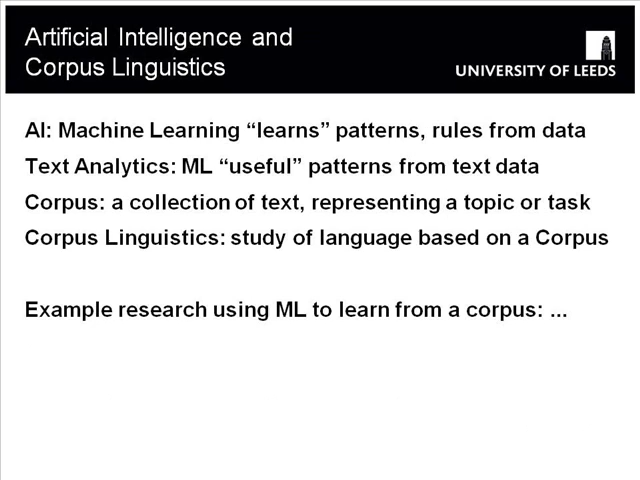 Artificial Intelligence and
Corpus Linguistics
UNIVERSITY OF LEEDS
AI: Machine Learning “learns” patterns, rules from data
Text Analytics: ML “useful” patterns from text data
Corpus: a collection of text, representing a topic or task
Corpus Linguistics: study of language based on a Corpus
Example research using ML to learn from a corpus: ...